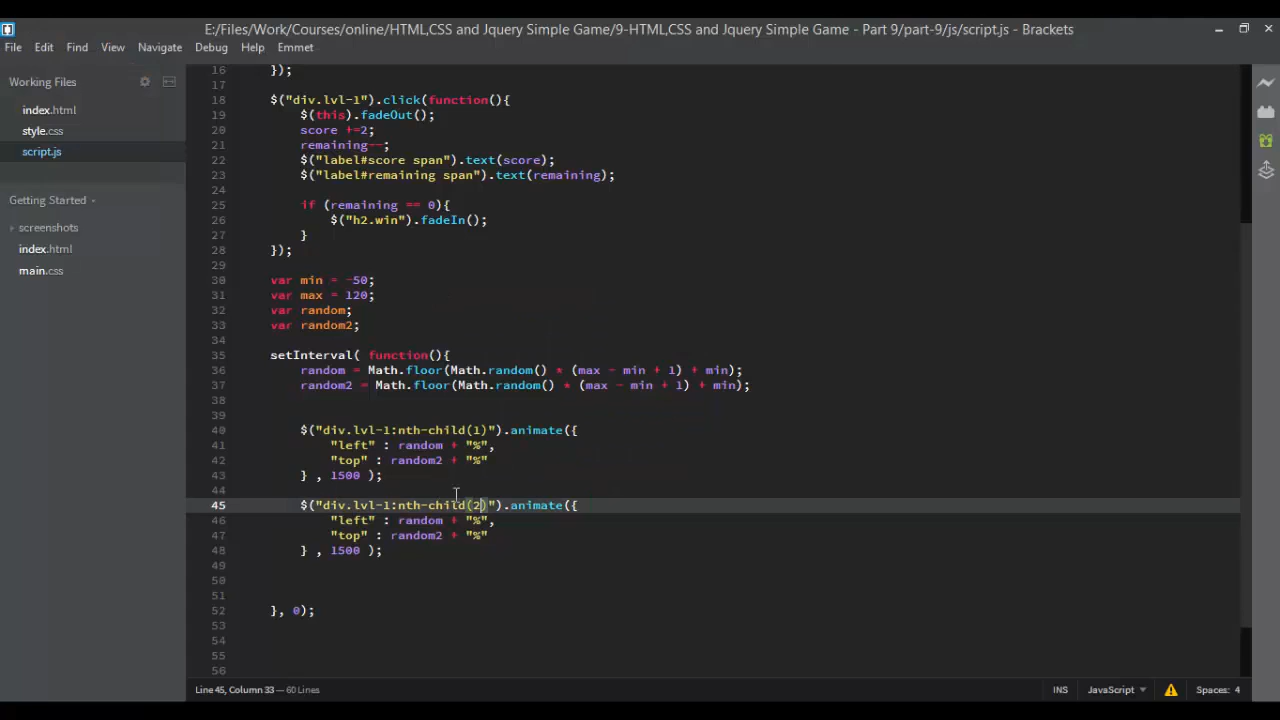 E:/Files/Work/Courses/online/HTML,CSS and Jquery Simple Game/9-HTML,CSS and Jquery Simple Game - Part 9/part-9/js/script.js - Brackets
File Edit Find View Navigate Debug Help Emmet
Working Files
index.html
style.css
script.js
Getting Started
screenshots
index.html
main.css
16 });
17
18 $("div.lvl-1").click(function(){
19 $(this).fadeOut();
20 score +=2;
21 remaining--;
22 $("label#score span").text(score);
23 $("label#remaining span").text(remaining);
24
25 if (remaining == 0){
26 $("h2.win").fadeIn();
27 }
28 });
29
30 var min = -50;
31 var max = 120;
32 var random;
33 var random2;
34
35 setInterval( function(){
36 random = Math.floor(Math.random() * (max - min + 1) + min);
37 random2 = Math.floor(Math.random() * (max - min + 1) + min);
38
39
40 $("div.lvl-1:nth-child(1)").animate({
41 "left" : random + "%",
42 "top" : random2 + "%"
43 } , 1500 );
44
45 $("div.lvl-1:nth-child(2)").animate({
46 "left" : random + "%",
47 "top" : random2 + "%"
48 } , 1500 );
49
50
51
52 }, 0);
53
54
55
56
Line 45, Column 33 — 60 Lines
INS JavaScript Spaces: 4